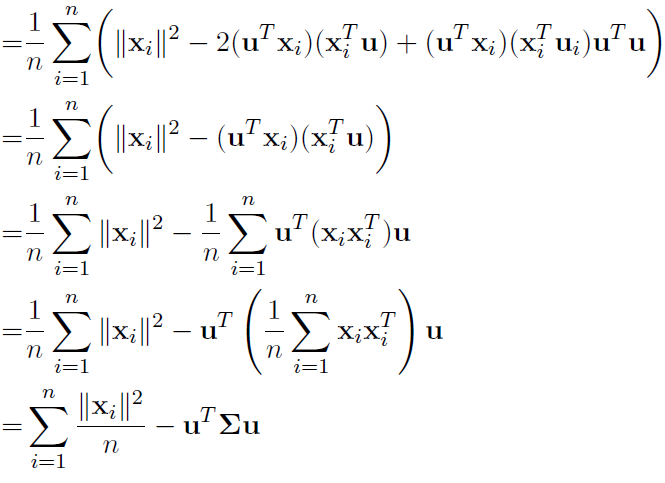 $= \frac{1}{n} \sum_{i=1}^{n} \left( \|\mathbf{x}_i\|^2 - 2(\mathbf{u}^T \mathbf{x}_i)(\mathbf{x}_i^T \mathbf{u}) + (\mathbf{u}^T \mathbf{x}_i)(\mathbf{x}_i^T \mathbf{u}_i)\mathbf{u}^T \mathbf{u} \right)$
$= \frac{1}{n} \sum_{i=1}^{n} \left( \|\mathbf{x}_i\|^2 - (\mathbf{u}^T \mathbf{x}_i)(\mathbf{x}_i^T \mathbf{u}) \right)$
$= \frac{1}{n} \sum_{i=1}^{n} \|\mathbf{x}_i\|^2 - \frac{1}{n} \sum_{i=1}^{n} \mathbf{u}^T (\mathbf{x}_i \mathbf{x}_i^T) \mathbf{u}$
$= \frac{1}{n} \sum_{i=1}^{n} \|\mathbf{x}_i\|^2 - \mathbf{u}^T \left( \frac{1}{n} \sum_{i=1}^{n} \mathbf{x}_i \mathbf{x}_i^T \right) \mathbf{u}$
$= \sum_{i=1}^{n} \frac{\|\mathbf{x}_i\|^2}{n} - \mathbf{u}^T \mathbf{\Sigma} \mathbf{u}$